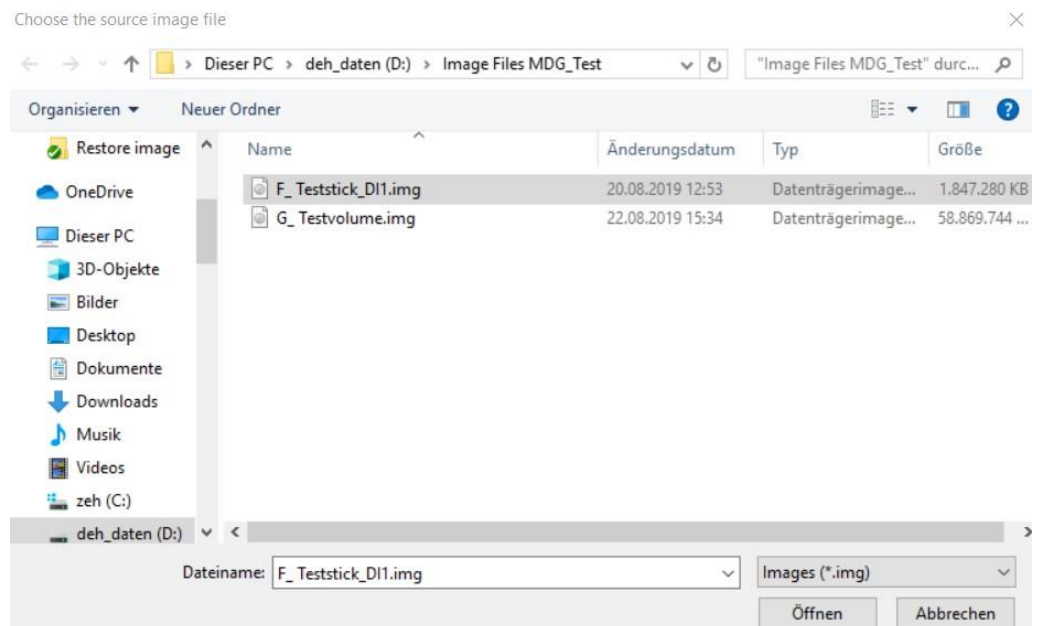 Choose the source image file
Dieser PC > deh_daten (D:) > Image Files MDG_Test
"Image Files MDG_Test" durc...
Organisieren
Neuer Ordner
Name
Änderungsdatum
Typ
Größe
F_ Teststick_DI1.img
20.08.2019 12:53
Datenträgerimage...
1.847.280 KB
G_ Testvolume.img
22.08.2019 15:34
Datenträgerimage...
58.869.744 ...
Restore image
OneDrive
Dieser PC
3D-Objekte
Bilder
Desktop
Dokumente
Downloads
Musik
Videos
zeh (C:)
deh_daten (D:)
Dateiname: F_ Teststick_DI1.img
Images (*.img)
Öffnen
Abbrechen